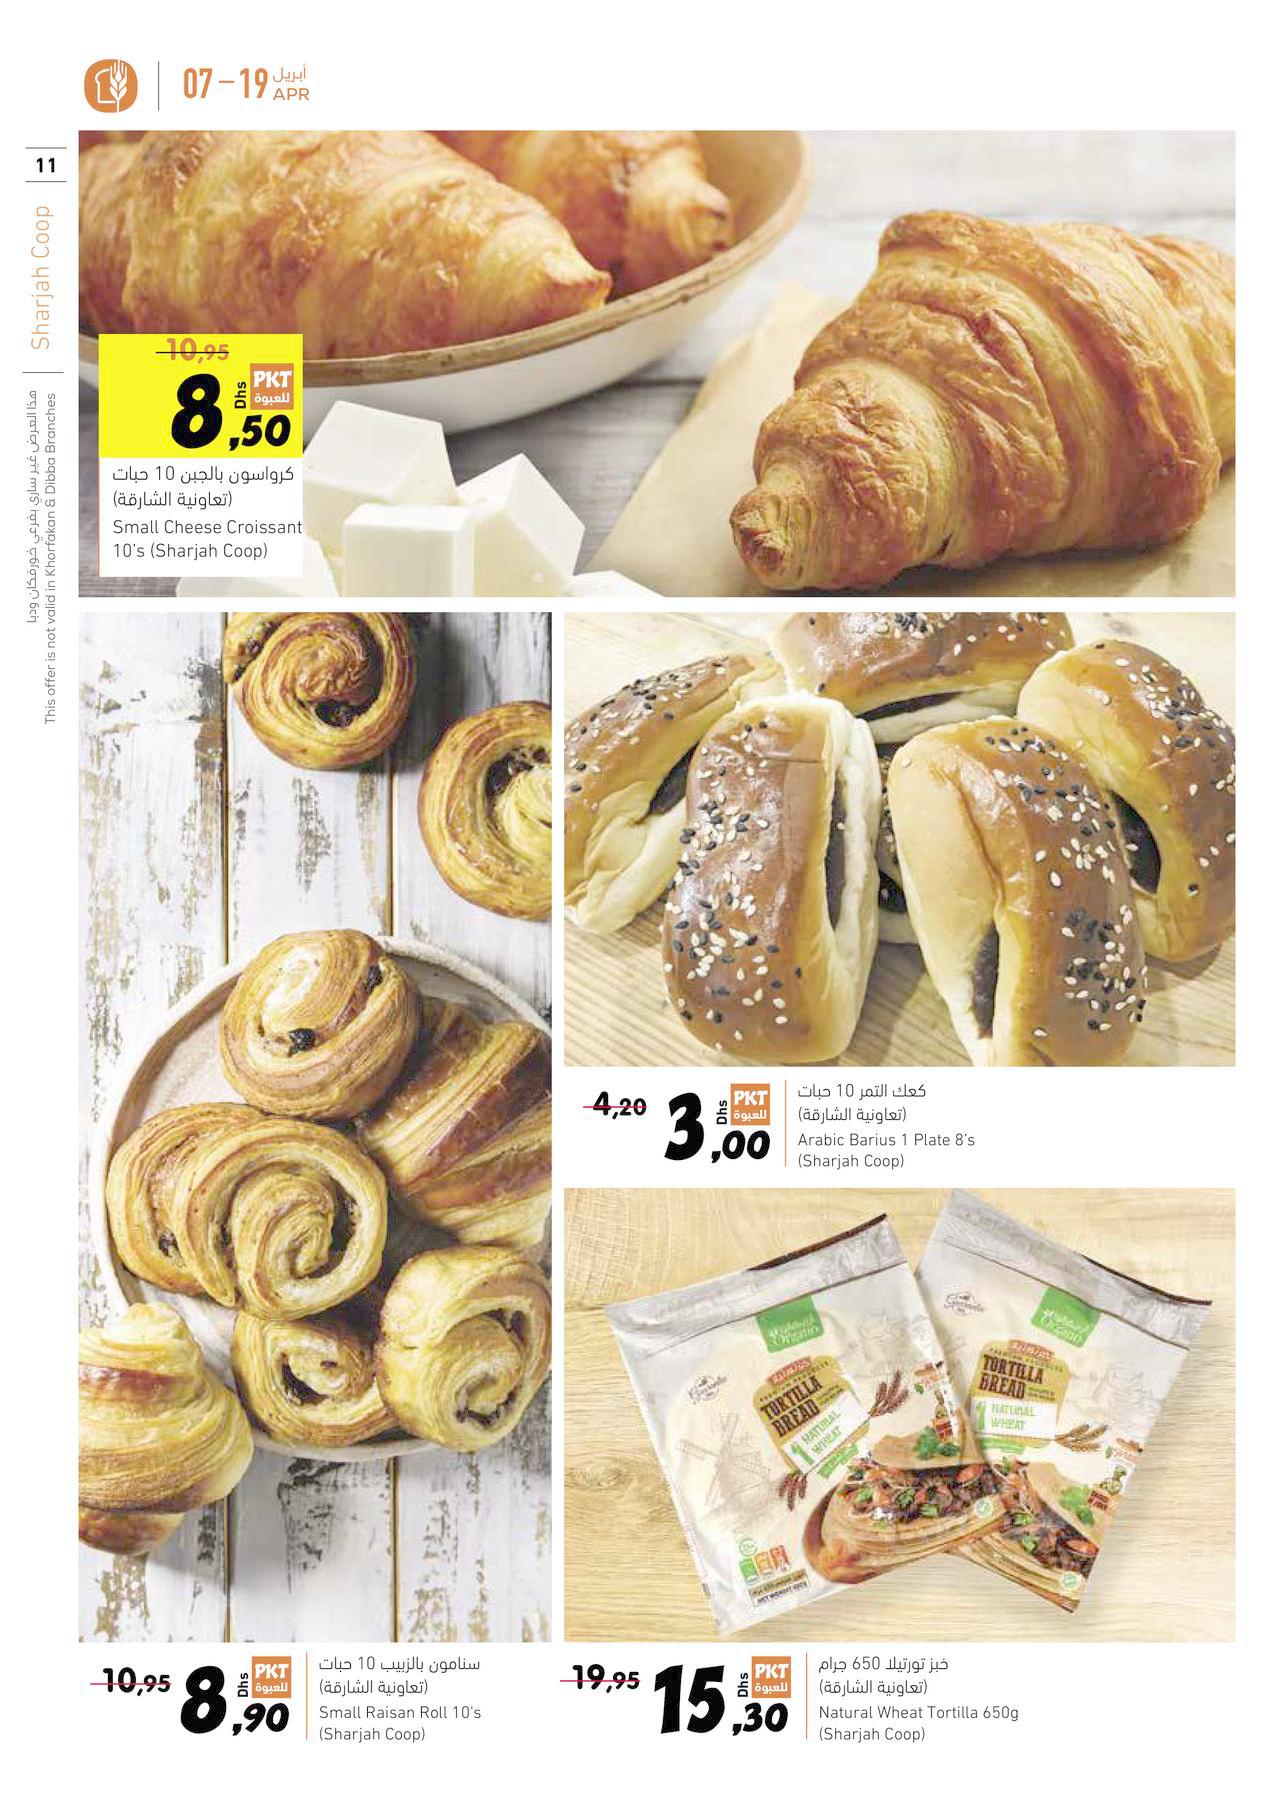 07 – 19
أبريل
APR
11
Sharjah Coop
هذا العرض غير ساري بفرعي خورفكان ودبا
This offer is not valid in Khorfakan & Dibba Branches
10,95
8,50
Dhs
PKT
للعبوة
كرواسون بالجبن 10 حبات
(تعاونية الشارقة)
Small Cheese Croissant
10's (Sharjah Coop)
4,20
3,00
Dhs
PKT
للعبوة
كعك التمر 10 حبات
(تعاونية الشارقة)
Arabic Barius 1 Plate 8's
(Sharjah Coop)
TORTILLA
BREAD
1 NATURAL
WHEAT
TORTILLA
BREAD
1 NATURAL
WHEAT
10,95
8,90
Dhs
PKT
للعبوة
سنامون بالزبيب 10 حبات
(تعاونية الشارقة)
Small Raisan Roll 10's
(Sharjah Coop)
19,95
15,30
Dhs
PKT
للعبوة
خبز تورتيلا 650 جرام
(تعاونية الشارقة)
Natural Wheat Tortilla 650g
(Sharjah Coop)